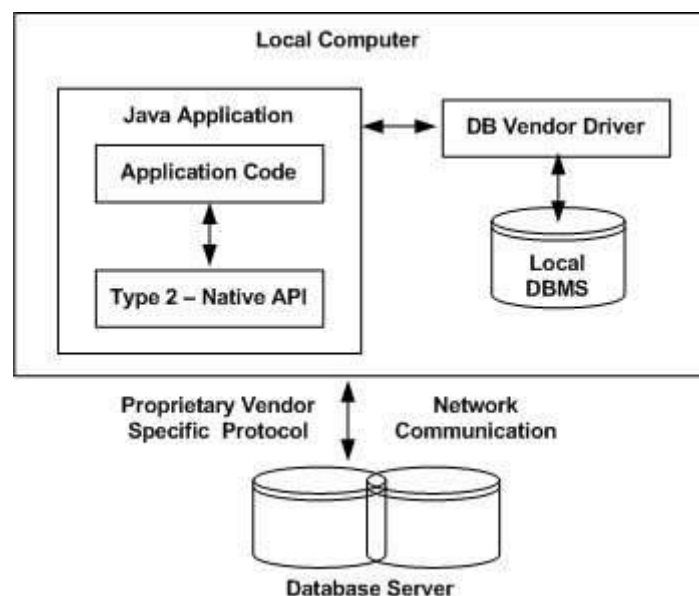 Local Computer
Java Application
DB Vendor Driver
Application Code
Type 2 – Native API
Local
DBMS
Proprietary Vendor
Specific Protocol
Network
Communication
Database Server